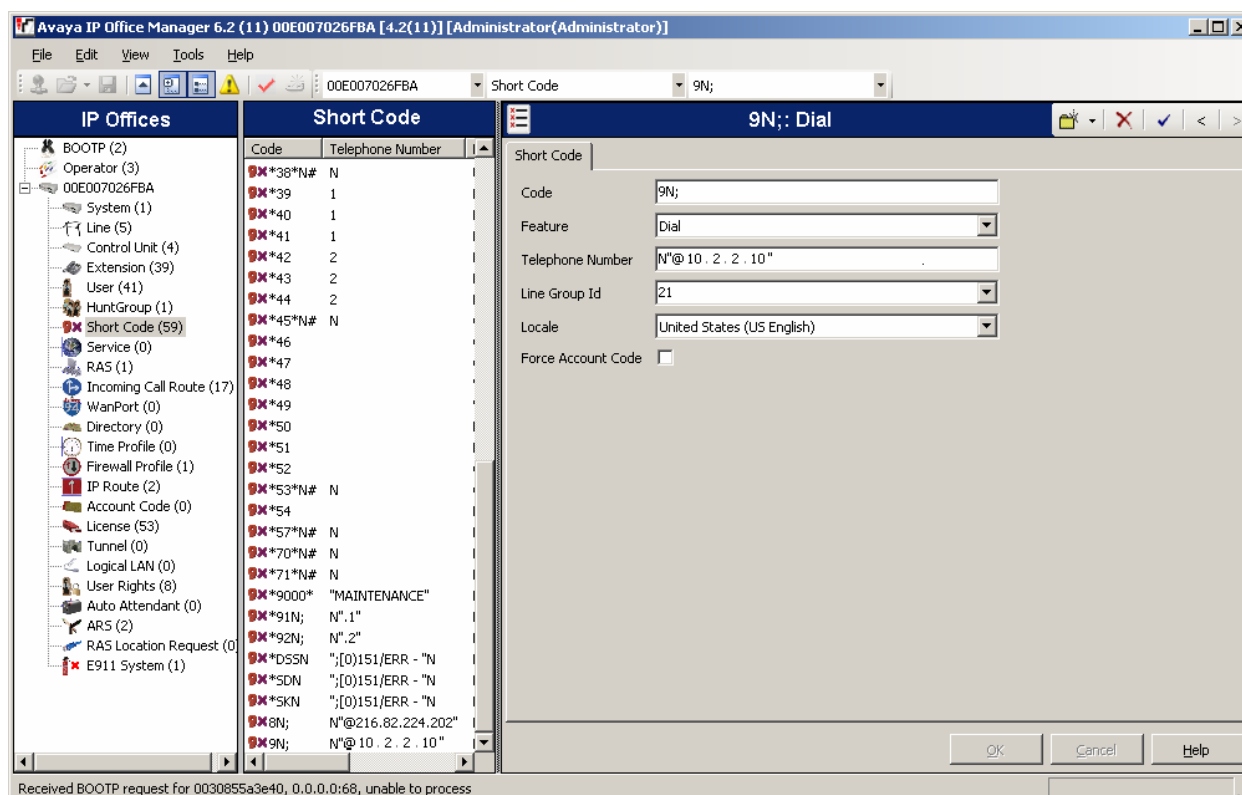 Avaya IP Office Manager 6.2 (11) 00E007026FBA [4.2(11)] [Administrator(Administrator)]
File Edit View Tools Help
00E007026FBA Short Code 9N;
IP Offices
BOOTP (2)
Operator (3)
00E007026FBA
System (1)
Line (5)
Control Unit (4)
Extension (39)
User (41)
HuntGroup (1)
Short Code (59)
Service (0)
RAS (1)
Incoming Call Route (17)
WanPort (0)
Directory (0)
Time Profile (0)
Firewall Profile (1)
IP Route (2)
Account Code (0)
License (53)
Tunnel (0)
Logical LAN (0)
User Rights (8)
Auto Attendant (0)
ARS (2)
RAS Location Request (0
E911 System (1)
Short Code
Code Telephone Number
*38*N# N
*39 1
*40 1
*41 1
*42 2
*43 2
*44 2
*45*N# N
*46
*47
*48
*49
*50
*51
*52
*53*N# N
*54
*57*N# N
*70*N# N
*71*N# N
*9000* "MAINTENANCE"
*91N; N".1"
*92N; N".2"
*DSSN ";[0)151/ERR - "N
*SDN ";[0)151/ERR - "N
*SKN ";[0)151/ERR - "N
8N; N"@216.82.224.202"
9N; N"@ 10 . 2 . 2 . 10 "
9N;: Dial
Short Code
Code 9N;
Feature Dial
Telephone Number N"@ 10 . 2 . 2 . 10 " .
Line Group Id 21
Locale United States (US English)
Force Account Code
OK Cancel Help
Received BOOTP request for 0030855a3e40, 0.0.0.0:68, unable to process